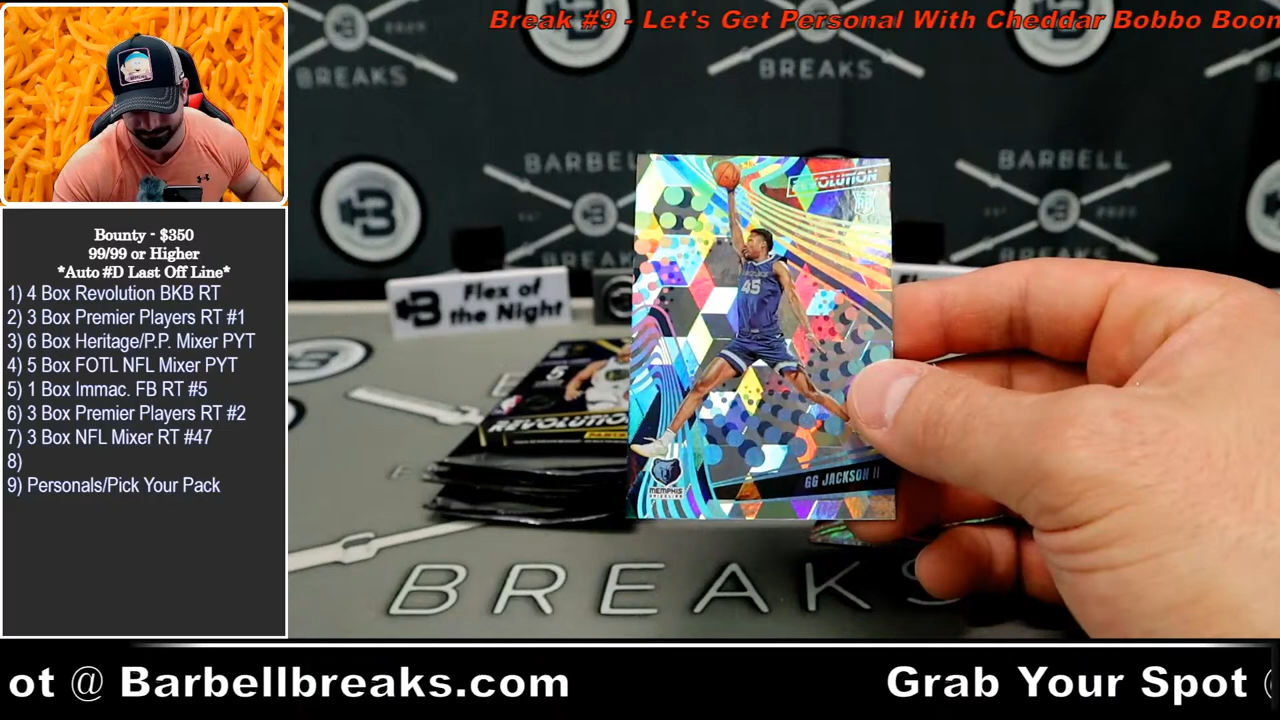 Break #9 - Let's Get Personal With Cheddar Bobbo Boon
Bounty - $350
99/99 or Higher
*Auto #D Last Off Line*
1) 4 Box Revolution BKB RT
2) 3 Box Premier Players RT #1
3) 6 Box Heritage/P.P. Mixer PYT
4) 5 Box FOTL NFL Mixer PYT
5) 1 Box Immac. FB RT #5
6) 3 Box Premier Players RT #2
7) 3 Box NFL Mixer RT #47
8)
9) Personals/Pick Your Pack
BREAKS
BREAKS
BARBELL
BREAKS
BARBELL
BREAKS
Flex of
the Night
5
REVOLUTION
PANINI
REVOLUTION
45
MEMPHIS
GG JACKSON II
BREAKS
ot @ Barbellbreaks.com
Grab Your Spot @